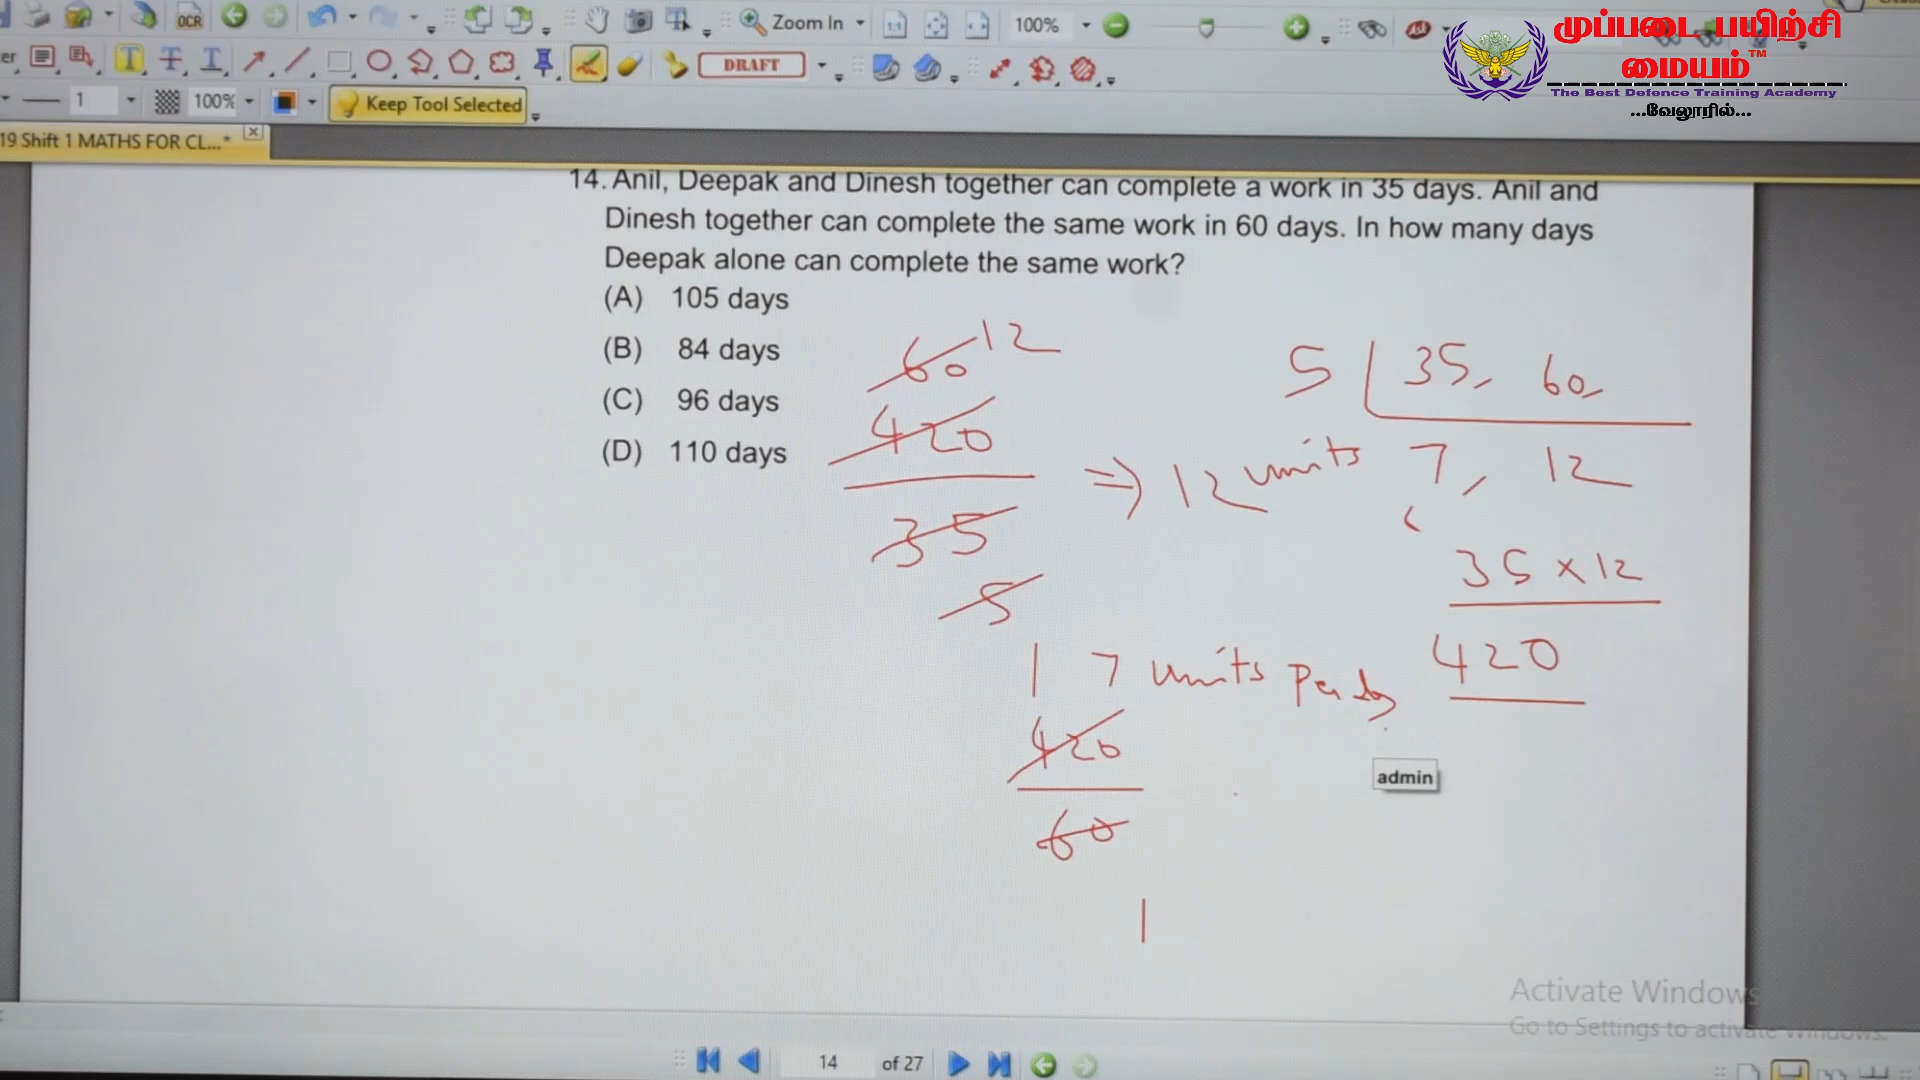 OCR
Zoom In
100%
DRAFT
1
100%
Keep Tool Selected
முப்படை பயிற்சி
மையம்™
The Best Defence Training Academy
...வேலூரில்...
19 Shift 1 MATHS FOR CL... *
14. Anil, Deepak and Dinesh together can complete a work in 35 days. Anil and
Dinesh together can complete the same work in 60 days. In how many days
Deepak alone can complete the same work?
(A) 105 days
(B) 84 days
(C) 96 days
(D) 110 days
60 12
420
35
5
⇒ 12 units
5 35, 60,
7, 12
35 × 12
420
1 7 units Per day
420
60
1
admin
Activate Windows
Go to Settings to activate Windows.
14 of 27